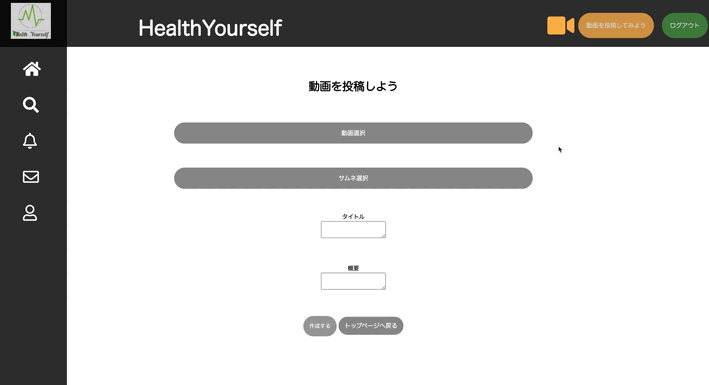 Health Yourself
HealthYourself
動画を投稿してみよう
ログアウト
動画を投稿しよう
動画選択
サムネ選択
タイトル
概要
作成する
トップページへ戻る